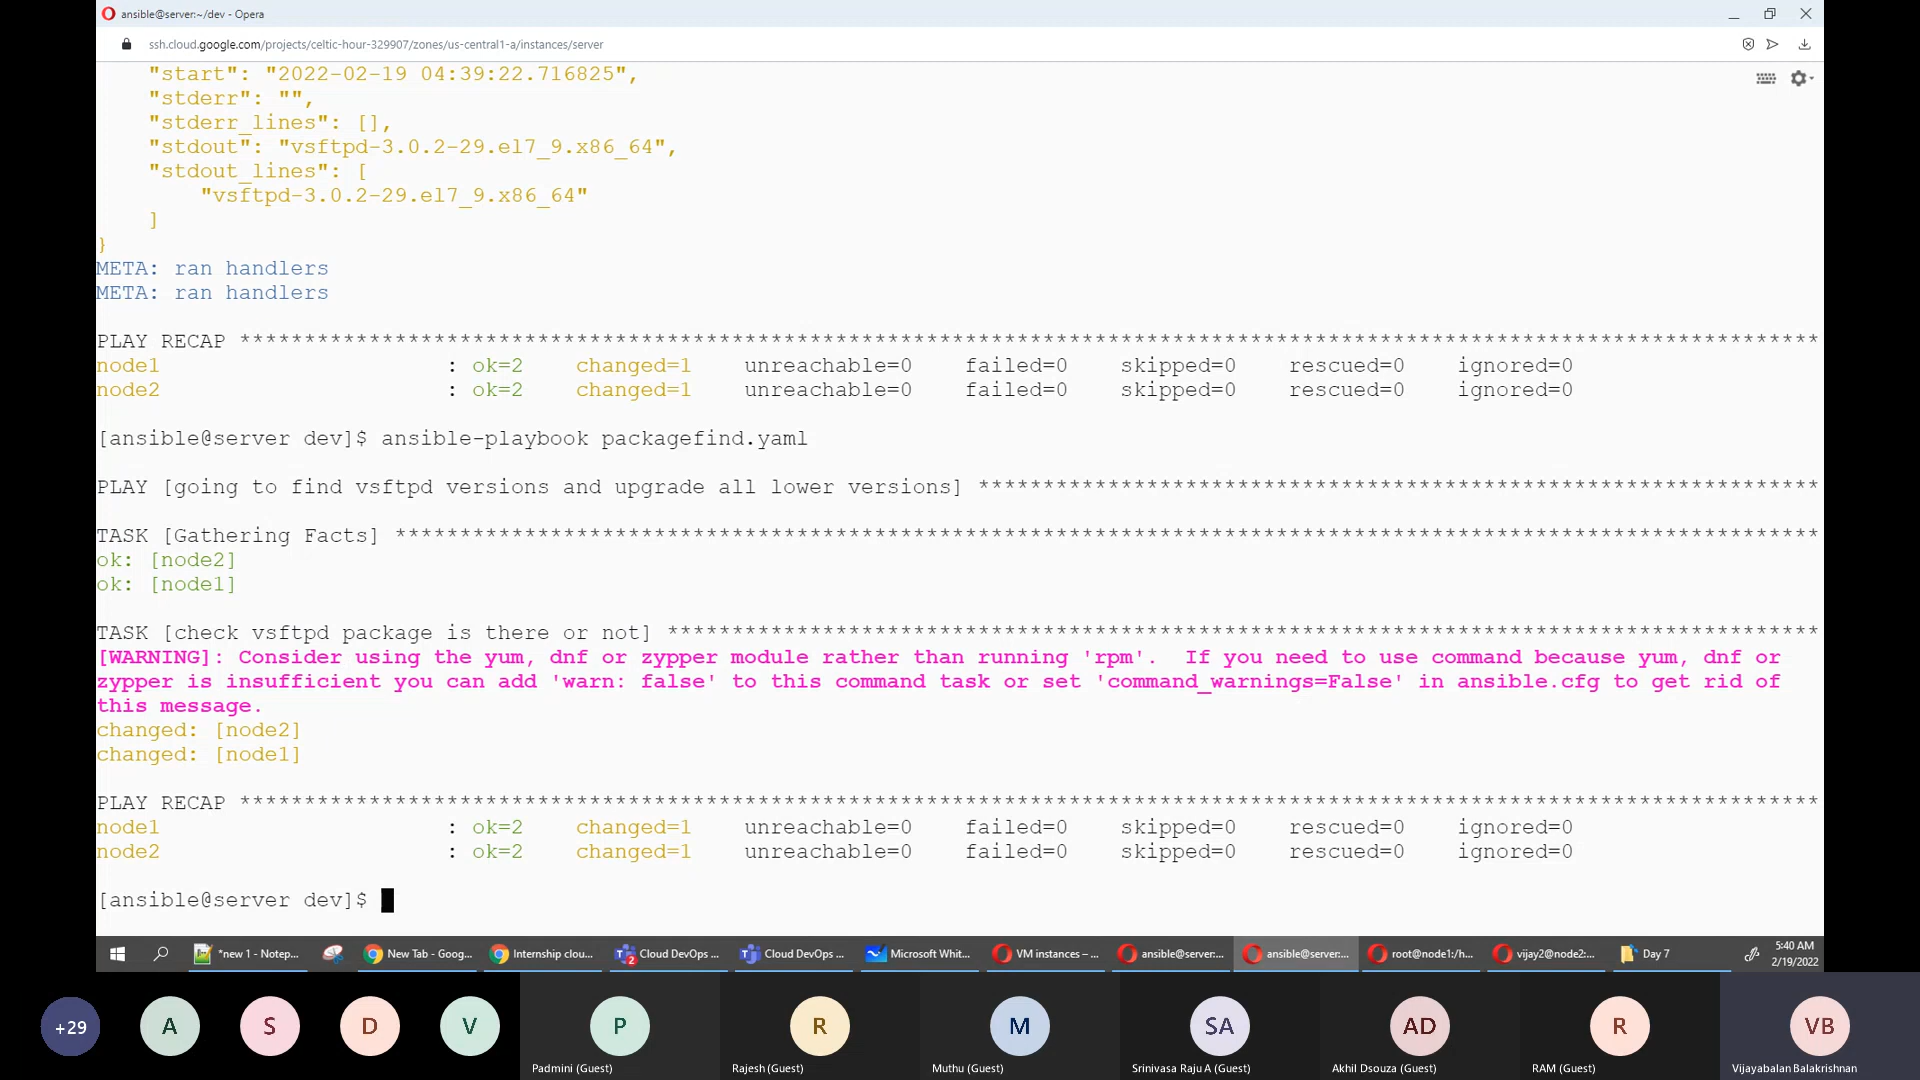 ansible@server:~/dev - Opera
ssh.cloud.google.com/projects/celtic-hour-329907/zones/us-central1-a/instances/server
"start": "2022-02-19 04:39:22.716825",
"stderr": "",
"stderr_lines": [],
"stdout": "vsftpd-3.0.2-29.el7_9.x86_64",
"stdout_lines": [
"vsftpd-3.0.2-29.el7_9.x86_64"
]
}
META: ran handlers
META: ran handlers
PLAY RECAP ***************************************************************************************************************************
node1 : ok=2 changed=1 unreachable=0 failed=0 skipped=0 rescued=0 ignored=0
node2 : ok=2 changed=1 unreachable=0 failed=0 skipped=0 rescued=0 ignored=0
[ansible@server dev]$ ansible-playbook packagefind.yaml
PLAY [going to find vsftpd versions and upgrade all lower versions] *****************************************************************
TASK [Gathering Facts] **************************************************************************************************************
ok: [node2]
ok: [node1]
TASK [check vsftpd package is there or not] *****************************************************************************************
[WARNING]: Consider using the yum, dnf or zypper module rather than running 'rpm'.  If you need to use command because yum, dnf or
zypper is insufficient you can add 'warn: false' to this command task or set 'command_warnings=False' in ansible.cfg to get rid of
this message.
changed: [node2]
changed: [node1]
PLAY RECAP ***************************************************************************************************************************
node1 : ok=2 changed=1 unreachable=0 failed=0 skipped=0 rescued=0 ignored=0
node2 : ok=2 changed=1 unreachable=0 failed=0 skipped=0 rescued=0 ignored=0
[ansible@server dev]$
*new 1 - Notep... New Tab - Goog... Internship clou... 2 Cloud DevOps ... Cloud DevOps ... Microsoft Whit... VM instances – ... ansible@server:... ansible@server:... root@node1:/h... vijay2@node2:... Day 7 5:40 AM
2/19/2022
+29 A S D V P R M SA AD R VB
Padmini (Guest) Rajesh (Guest) Muthu (Guest) Srinivasa Raju A (Guest) Akhil Dsouza (Guest) RAM (Guest) Vijayabalan Balakrishnan